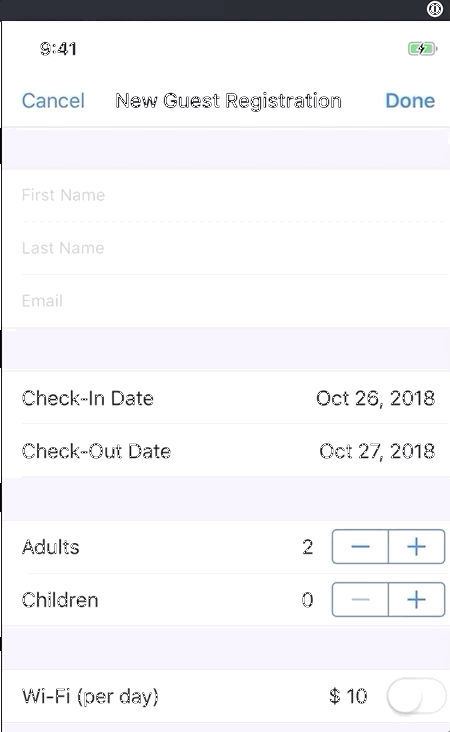 9:41
Cancel New Guest Registration Done
First Name
Last Name
Email
Check-In Date Oct 26, 2018
Check-Out Date Oct 27, 2018
Adults 2 − +
Children 0 − +
Wi-Fi (per day) $ 10